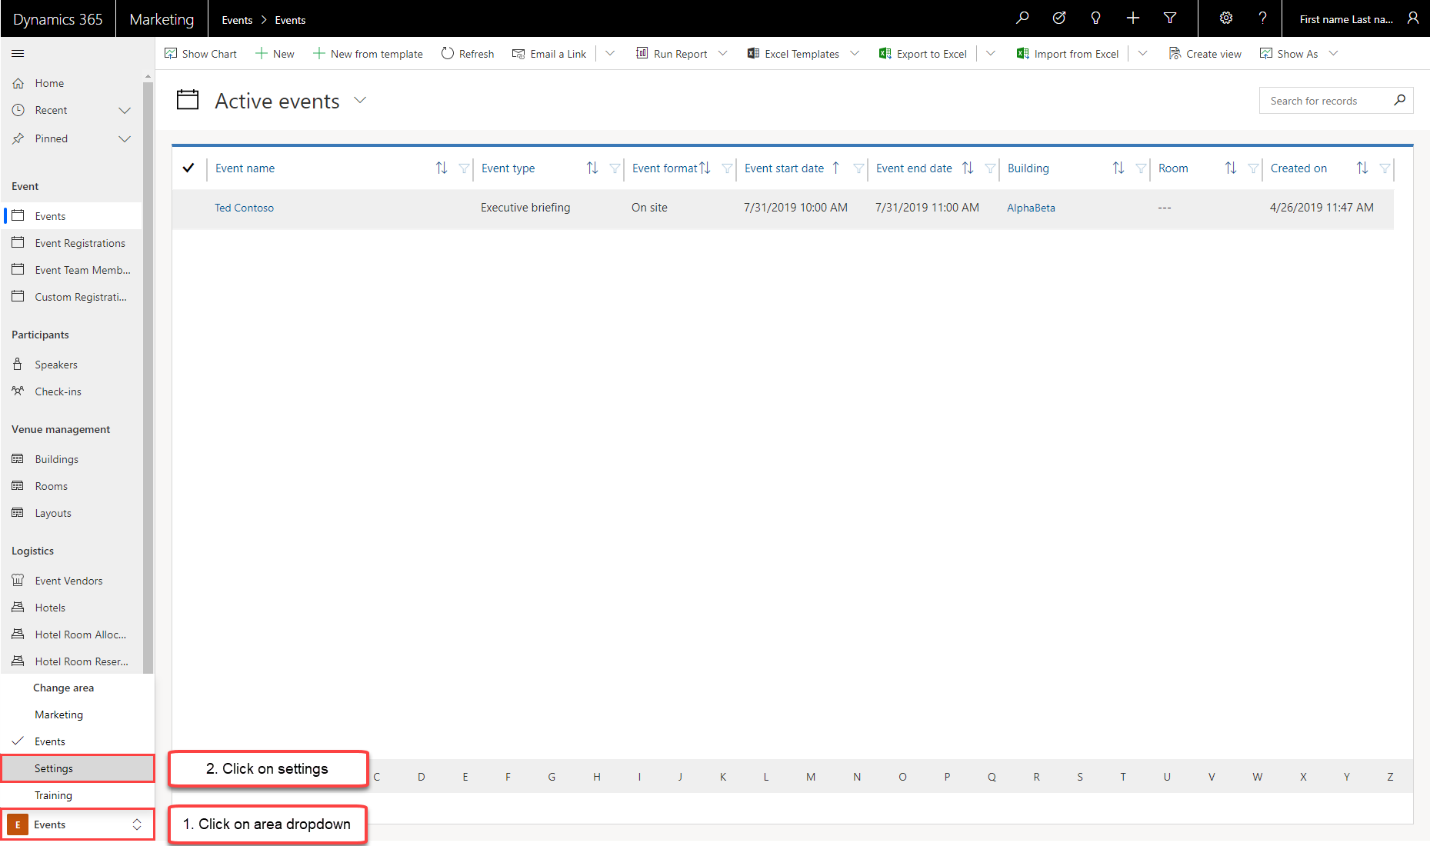 Dynamics 365 Marketing Events > Events ? First name Last na...
Show Chart New New from template Refresh Email a Link Run Report Excel Templates Export to Excel Import from Excel Create view Show As
Home
Recent
Pinned
Event
Events
Event Registrations
Event Team Memb...
Custom Registrati...
Participants
Speakers
Check-ins
Venue management
Buildings
Rooms
Layouts
Logistics
Event Vendors
Hotels
Hotel Room Alloc...
Hotel Room Reser...
Change area
Marketing
Events
Settings
Training
E Events
Active events
Search for records
Event name Event type Event format Event start date Event end date Building Room Created on
Ted Contoso Executive briefing On site 7/31/2019 10:00 AM 7/31/2019 11:00 AM AlphaBeta --- 4/26/2019 11:47 AM
2. Click on settings
C D E F G H I J K L M N O P Q R S T U V W X Y Z
1. Click on area dropdown